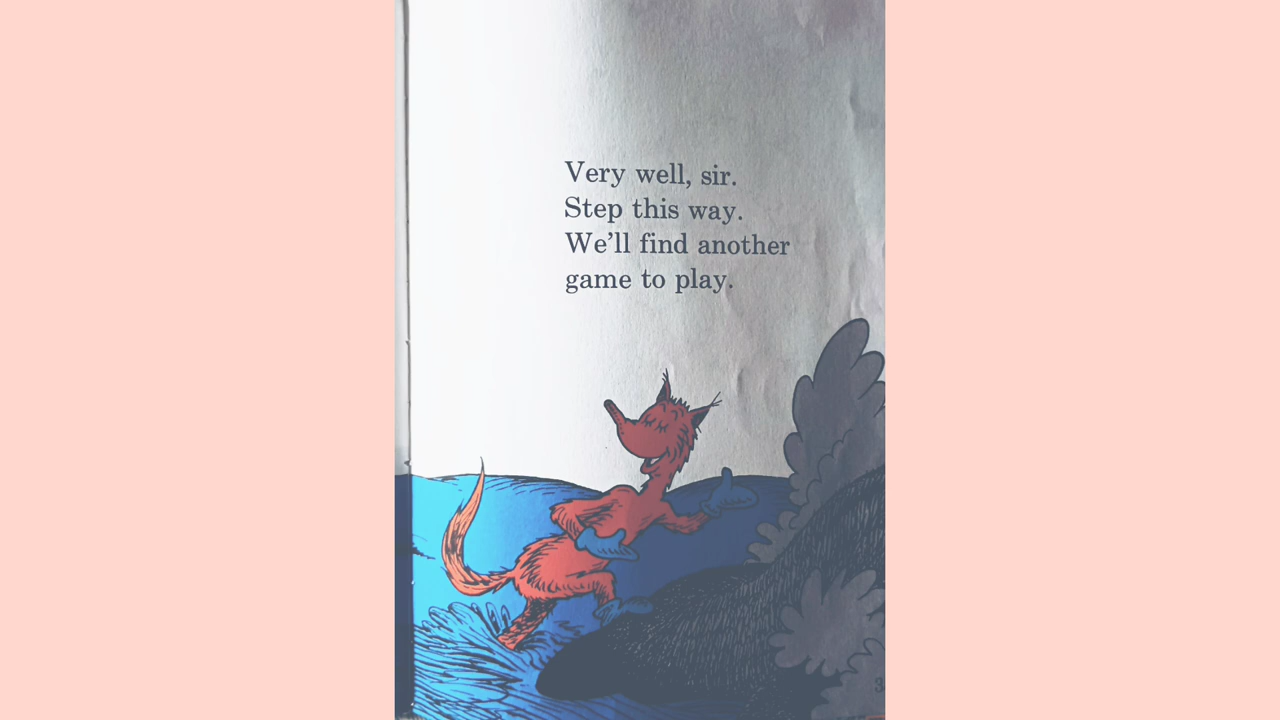 Very well, sir.
Step this way.
We'll find another
game to play.